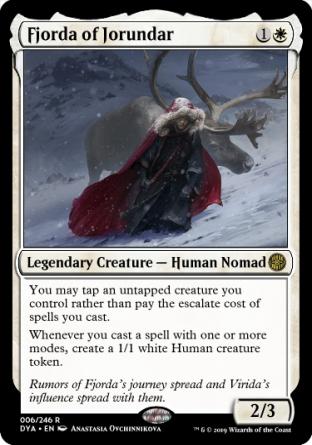 Fjorda of Jorundar 1
Legendary Creature — Human Nomad
You may tap an untapped creature you
control rather than pay the escalate cost of
spells you cast.
Whenever you cast a spell with one or more
modes, create a 1/1 white Human creature
token.
Rumors of Fjorda's journey spread and Virida's
influence spread with them.
2/3
006/246 R
DYA • EN Anastasia Ovchinnikova
™ & © 2019 Wizards of the Coast